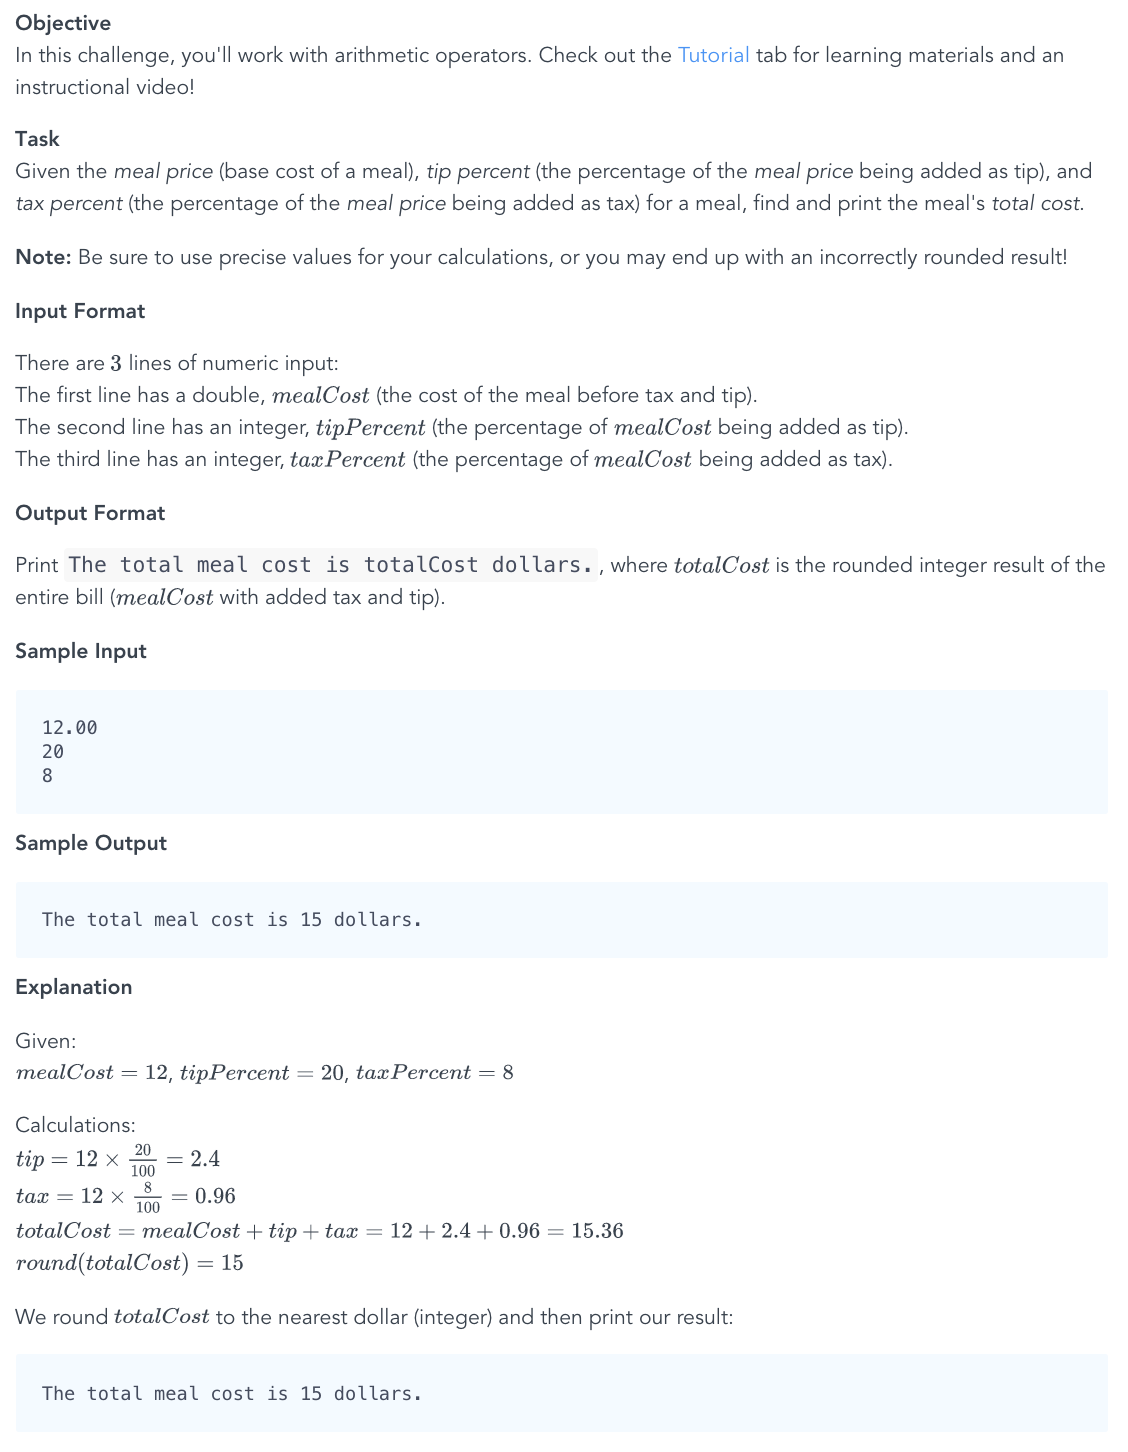 Objective
In this challenge, you'll work with arithmetic operators. Check out the Tutorial tab for learning materials and an
instructional video!
Task
Given the meal price (base cost of a meal), tip percent (the percentage of the meal price being added as tip), and
tax percent (the percentage of the meal price being added as tax) for a meal, find and print the meal's total cost.
Note: Be sure to use precise values for your calculations, or you may end up with an incorrectly rounded result!
Input Format
There are 3 lines of numeric input:
The first line has a double, mealCost (the cost of the meal before tax and tip).
The second line has an integer, tipPercent (the percentage of mealCost being added as tip).
The third line has an integer, taxPercent (the percentage of mealCost being added as tax).
Output Format
Print The total meal cost is totalCost dollars., where totalCost is the rounded integer result of the
entire bill (mealCost with added tax and tip).
Sample Input
12.00
20
8
Sample Output
The total meal cost is 15 dollars.
Explanation
Given:
mealCost = 12, tipPercent = 20, taxPercent = 8
Calculations:
tip = 12 × 20/100 = 2.4
tax = 12 × 8/100 = 0.96
totalCost = mealCost + tip + tax = 12 + 2.4 + 0.96 = 15.36
round(totalCost) = 15
We round totalCost to the nearest dollar (integer) and then print our result:
The total meal cost is 15 dollars.